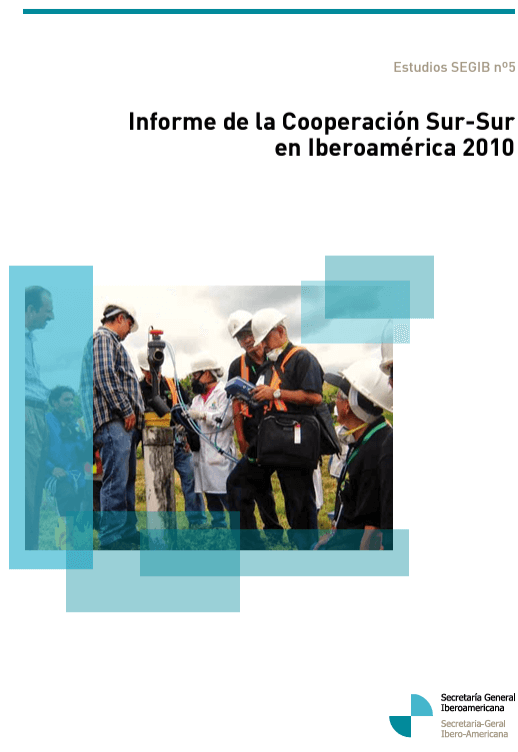 Estudios SEGIB nº5
Informe de la Cooperación Sur-Sur
en Iberoamérica 2010
Secretaría General
Iberoamericana
Secretaria-Geral
Ibero-Americana